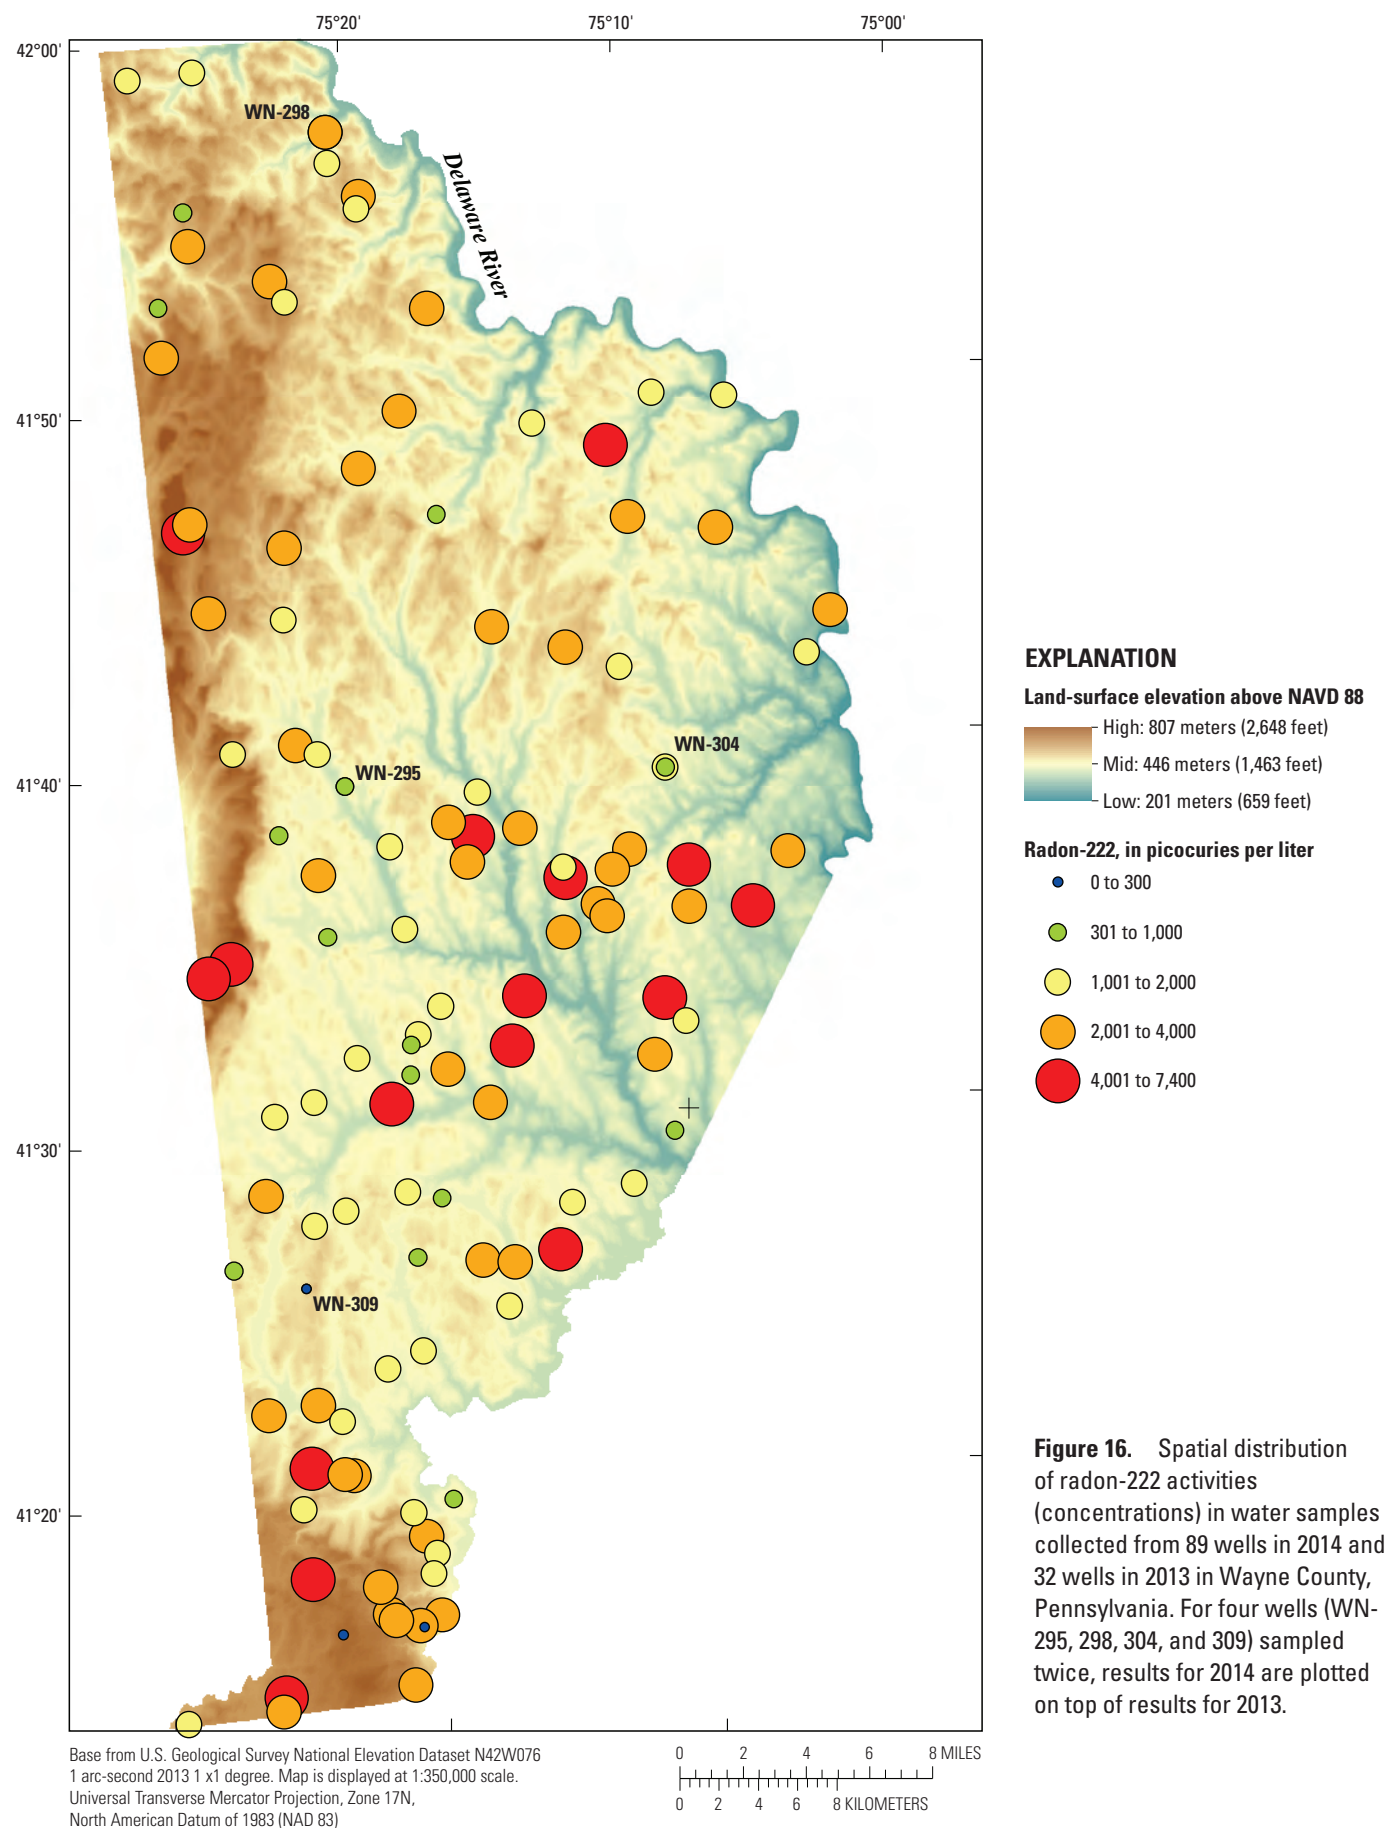 75°20'
75°10'
75°00'
42°00'
WN-298
Delaware River
41°50'
WN-304
WN-295
41°40'
41°30'
WN-309
41°20'
EXPLANATION
Land-surface elevation above NAVD 88
High: 807 meters (2,648 feet)
Mid: 446 meters (1,463 feet)
Low: 201 meters (659 feet)
Radon-222, in picocuries per liter
0 to 300
301 to 1,000
1,001 to 2,000
2,001 to 4,000
4,001 to 7,400
Figure 16. Spatial distribution
of radon-222 activities
(concentrations) in water samples
collected from 89 wells in 2014 and
32 wells in 2013 in Wayne County,
Pennsylvania. For four wells (WN-
295, 298, 304, and 309) sampled
twice, results for 2014 are plotted
on top of results for 2013.
Base from U.S. Geological Survey National Elevation Dataset N42W076
1 arc-second 2013 1 x1 degree. Map is displayed at 1:350,000 scale.
Universal Transverse Mercator Projection, Zone 17N,
North American Datum of 1983 (NAD 83)
0 2 4 6 8 MILES
0 2 4 6 8 KILOMETERS